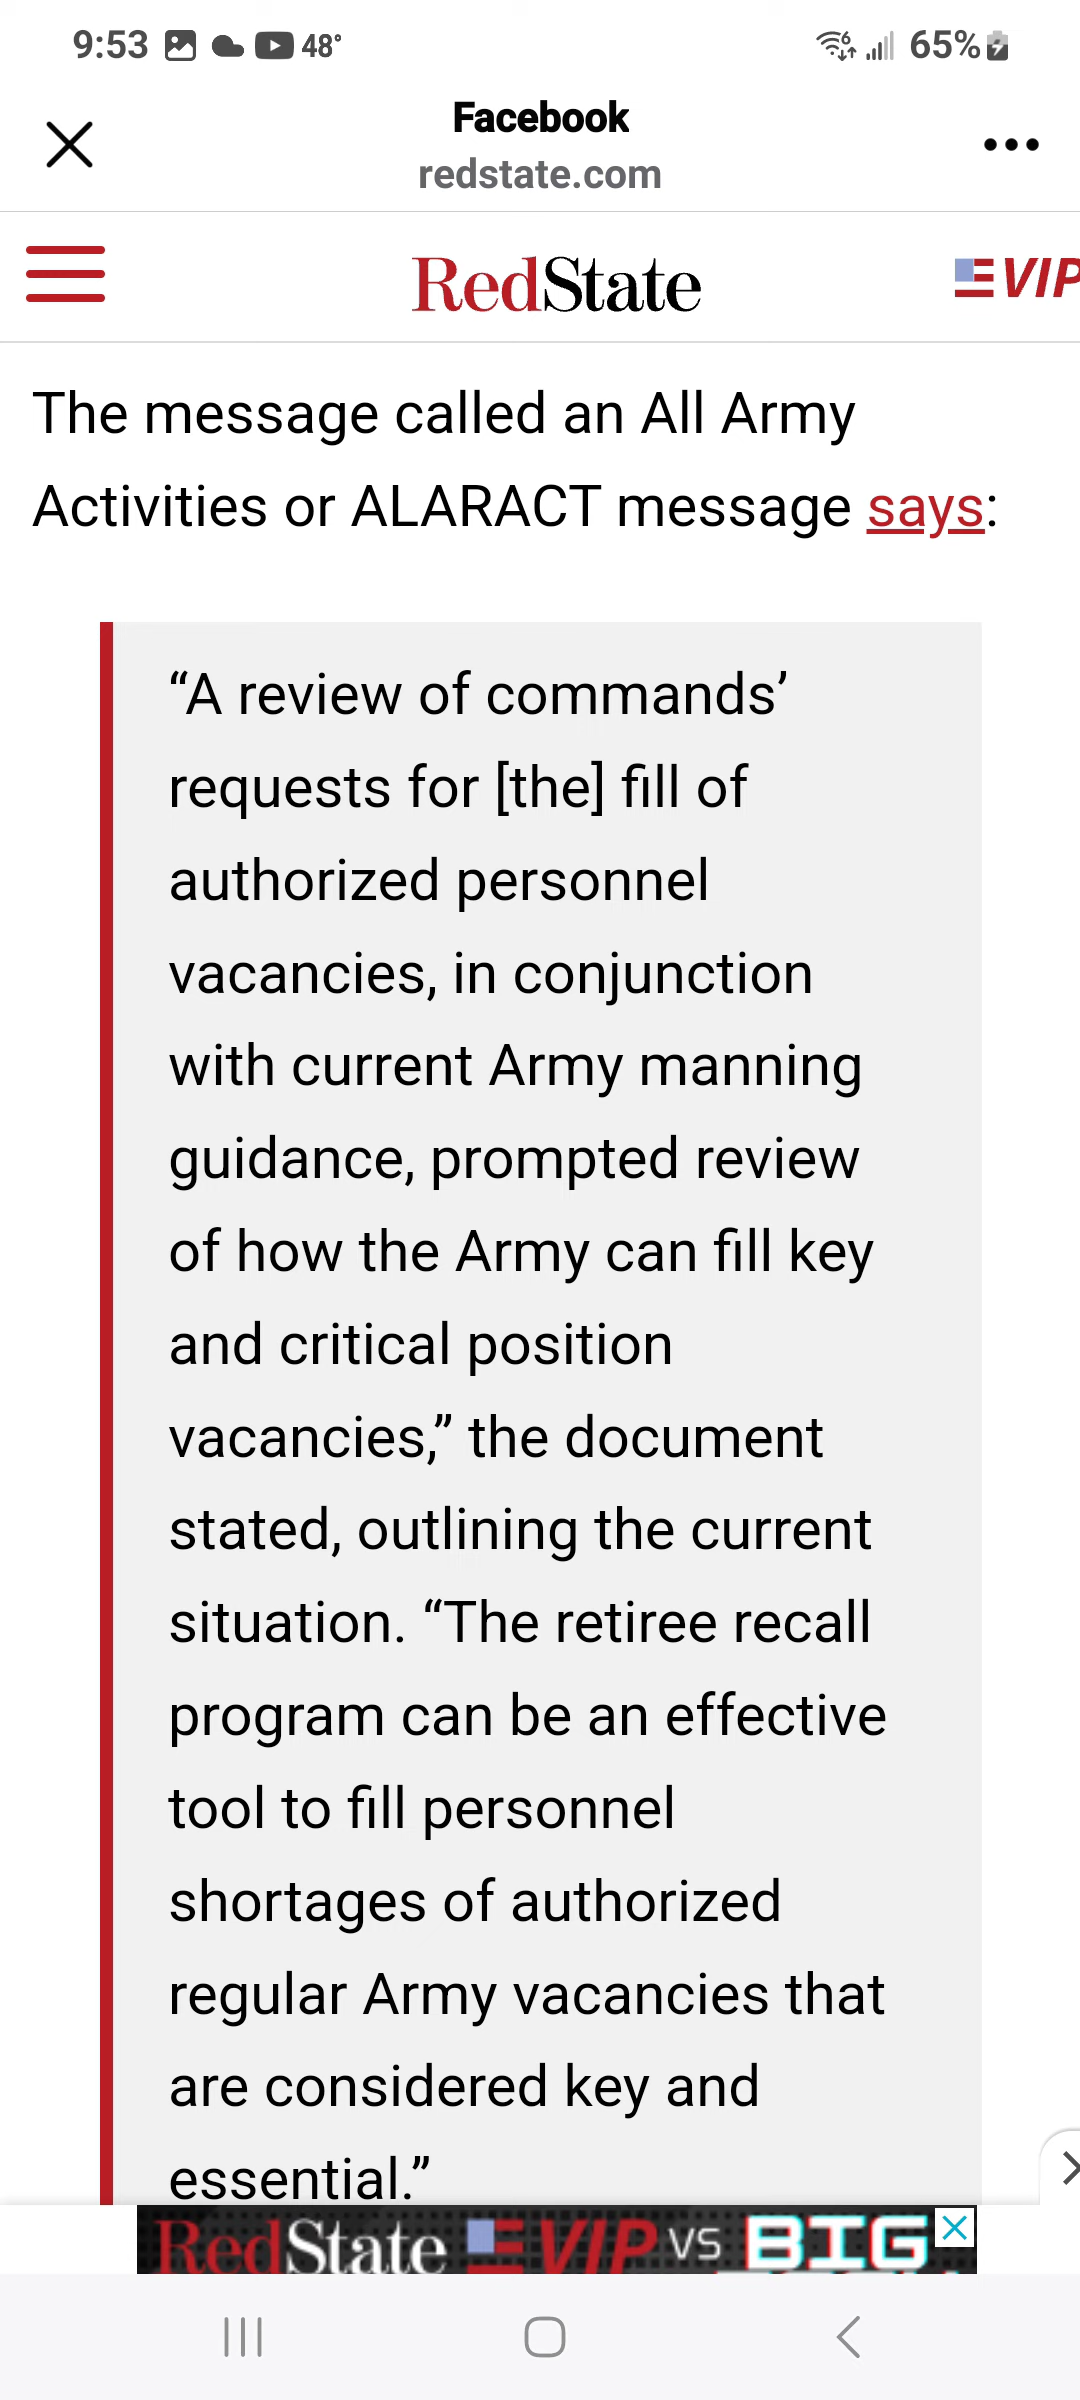 9:53 48° 6 65%
Facebook
redstate.com
RedState VIP
The message called an All Army
Activities or ALARACT message says:
“A review of commands’
requests for [the] fill of
authorized personnel
vacancies, in conjunction
with current Army manning
guidance, prompted review
of how the Army can fill key
and critical position
vacancies,” the document
stated, outlining the current
situation. “The retiree recall
program can be an effective
tool to fill personnel
shortages of authorized
regular Army vacancies that
are considered key and
essential.”
RedState VIP VS BIG